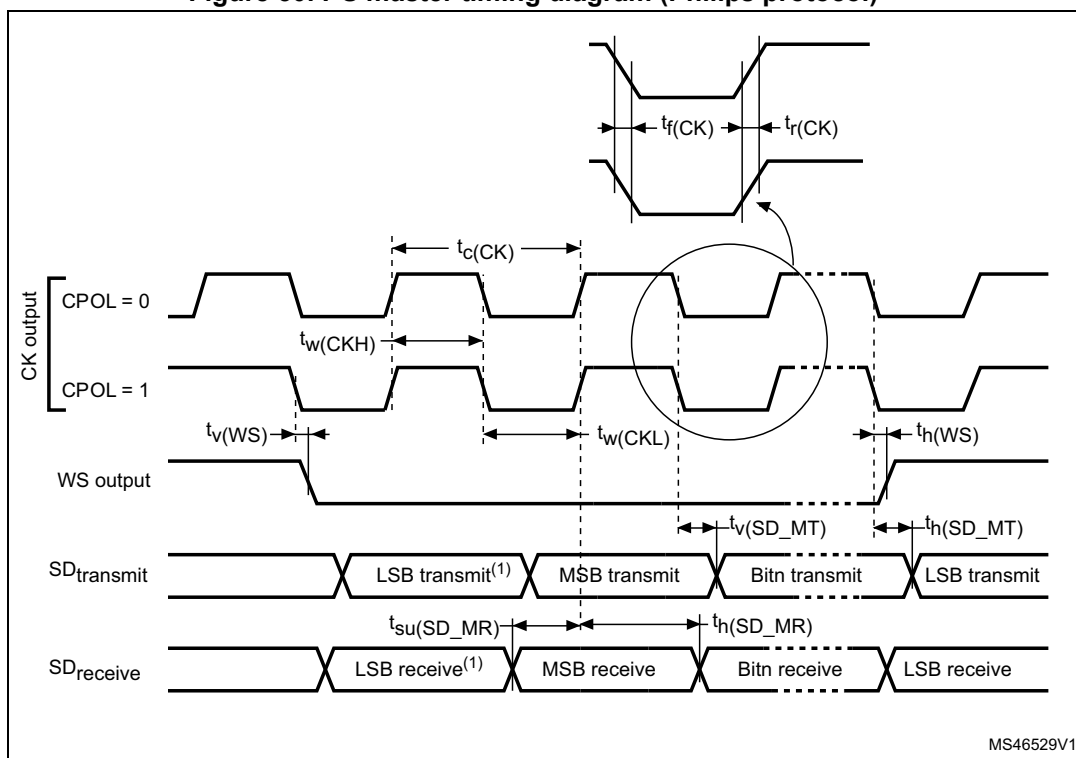 tf(CK)
tr(CK)
tc(CK)
CK output
CPOL = 0
tw(CKH)
CPOL = 1
tv(WS)
tw(CKL)
th(WS)
WS output
tv(SD_MT)
th(SD_MT)
SDtransmit
LSB transmit(1)
MSB transmit
Bitn transmit
LSB transmit
tsu(SD_MR)
th(SD_MR)
SDreceive
LSB receive(1)
MSB receive
Bitn receive
LSB receive
MS46529V1